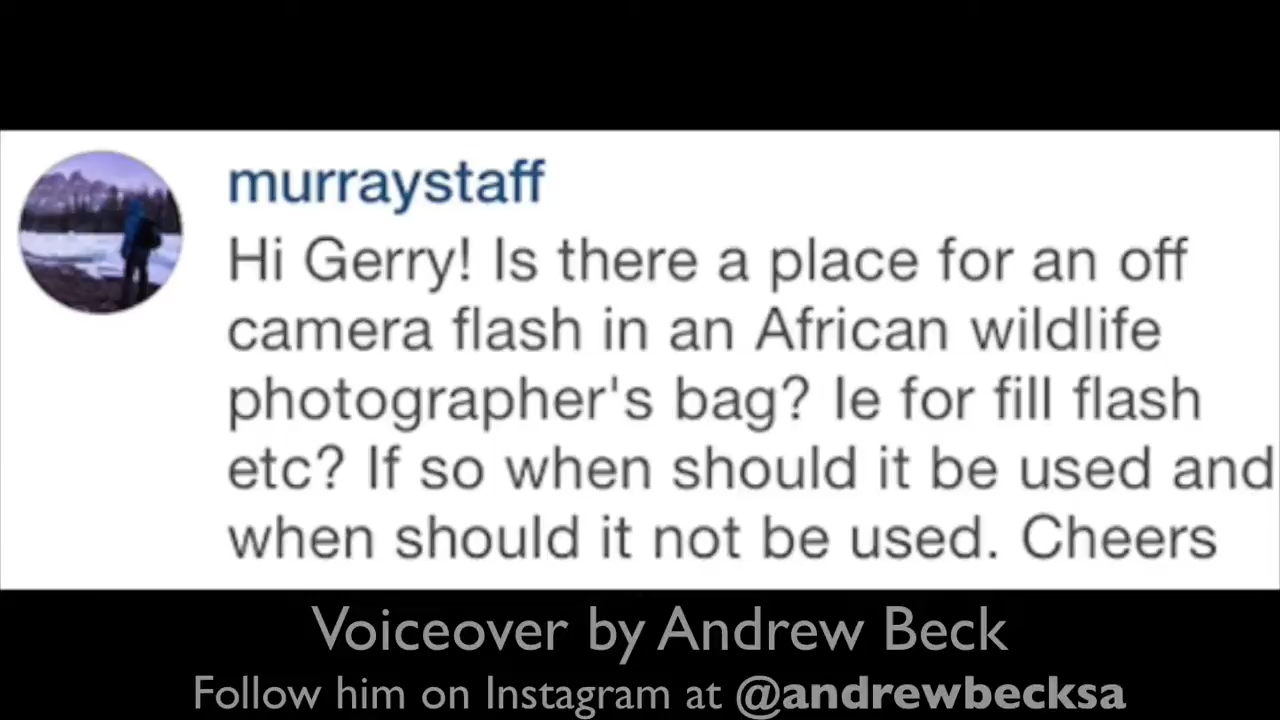 murraystaff
Hi Gerry! Is there a place for an off
camera flash in an African wildlife
photographer's bag? Ie for fill flash
etc? If so when should it be used and
when should it not be used. Cheers
Voiceover by Andrew Beck
Follow him on Instagram at @andrewbecksa